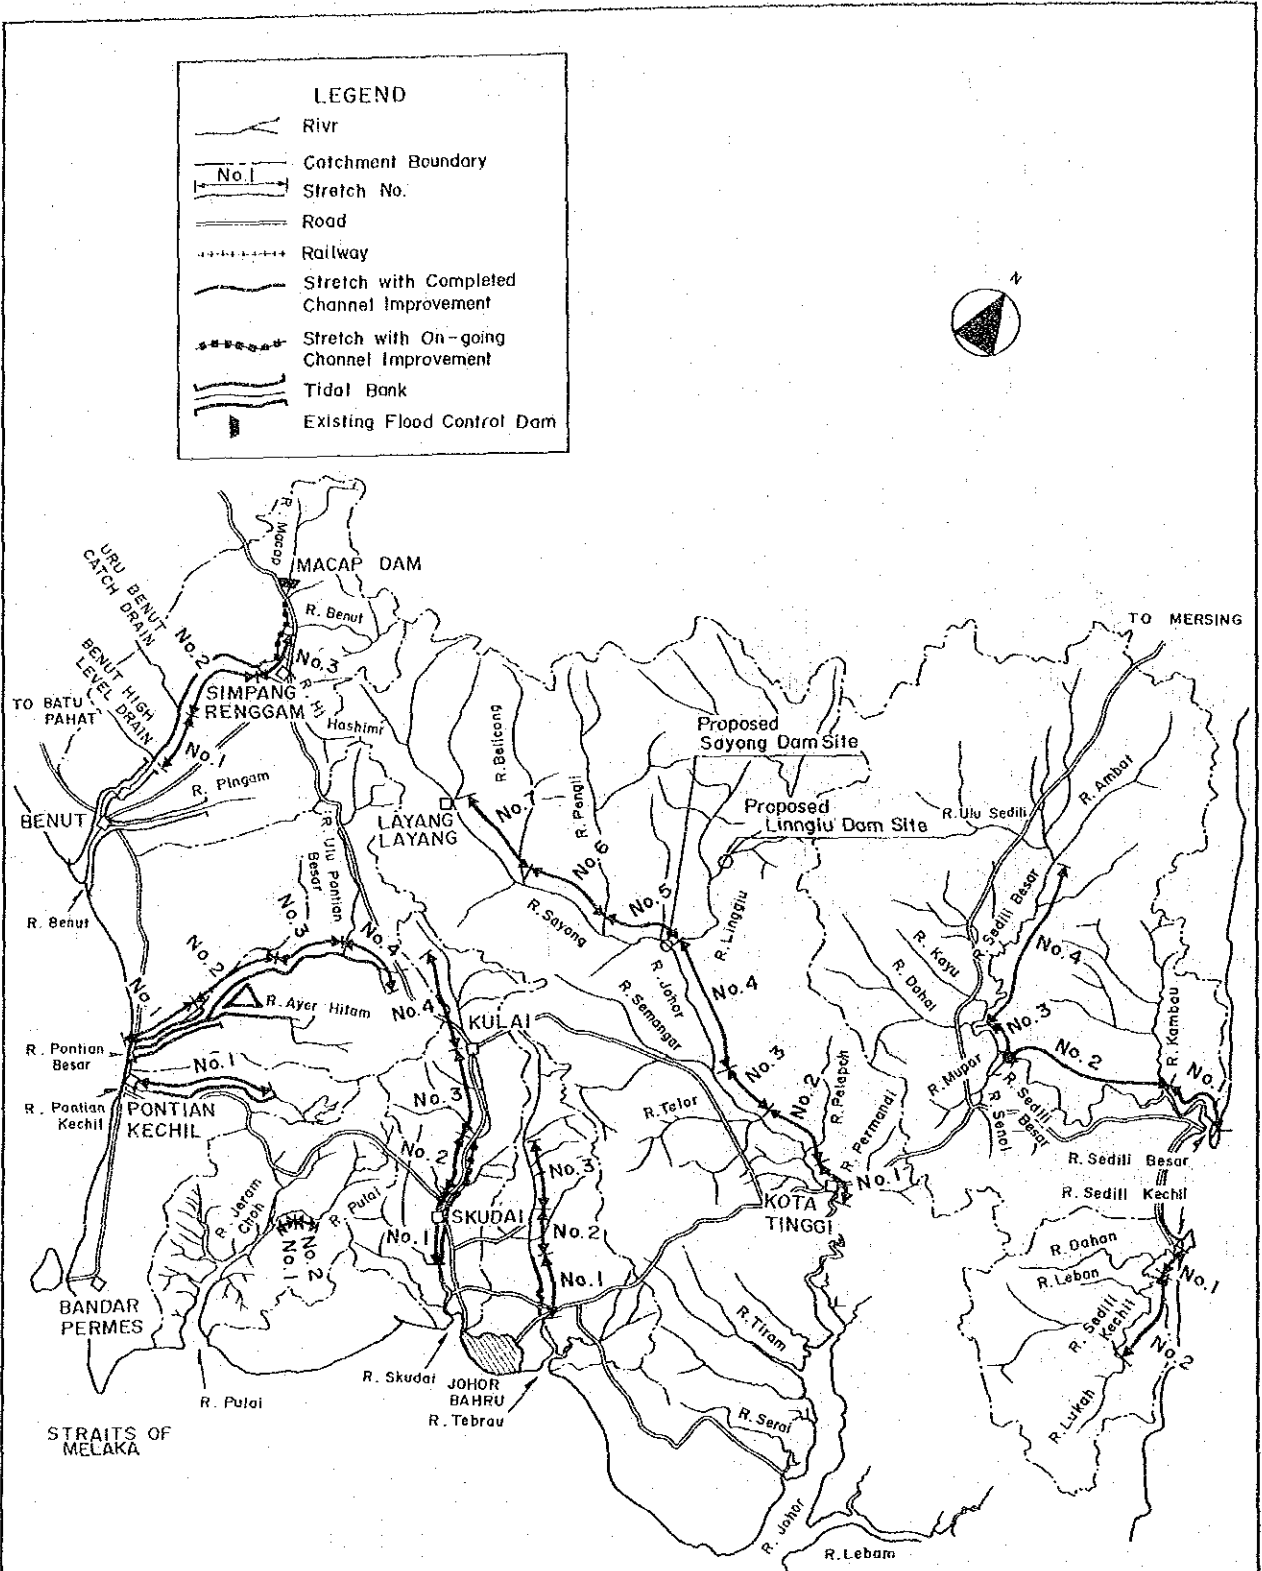 LEGEND
Rivr
Catchment Boundary
No.1
Stretch No.
Road
Railway
Stretch with Completed
Channel Improvement
Stretch with On-going
Channel Improvement
Tidal Bank
Existing Flood Control Dam
N
R. Macap
MACAP DAM
URU BENUT
CATCH DRAIN
R. Benut
TO MERSING
No.2
BENUT HIGH
LEVEL DRAIN
No.3
SIMPANG
RENGGAM
R. Hj
Hashimi
TO BATU
PAHAT
No.1
R. Pingam
R. Belicong
Proposed
Sayong Dam Site
R. Ambat
BENUT
LAYANG
LAYANG
No.7
R. Pengli
Proposed
Linngiu Dam Site
R. Ulu Sedili
R. Ulu Pontian
Besar
No.6
No.5
R. Sedili Besar
R. Benut
No.3
R. Sayong
R. Linggiu
No.4
No.2
No.4
R. Kayu
R. Dohol
No.1
R. Ayer Hitam
No.4
R. Johor
R. Semangar
No.4
KULAI
No.3
R. Kambau
R. Pontian
Besar
No.1
No.3
No.2
No.1
R. Pontian
Kechil
PONTIAN
KECHIL
No.3
R. Telor
No.2
R. Pelepah
R. Permandi
R. Mupor
R. Senol
R. Sedili
Besar
No.2
No.3
No.1
R. Sedili Besar
R. Sedili Kechil
R. Jeram
Choh
R. Pulai
SKUDAI
KOTA
TINGGI
No.1
No.2
No.1
No.2
R. Dohan
R. Lebon
No.1
No.1
BANDAR
PERMES
R. Tiram
R. Sedili
Kechil
No.2
R. Pulai
R. Skudai
JOHOR
BAHRU
R. Tebrau
R. Serai
R. Lukah
STRAITS OF
MELAKA
R. Johor
R. Lebam